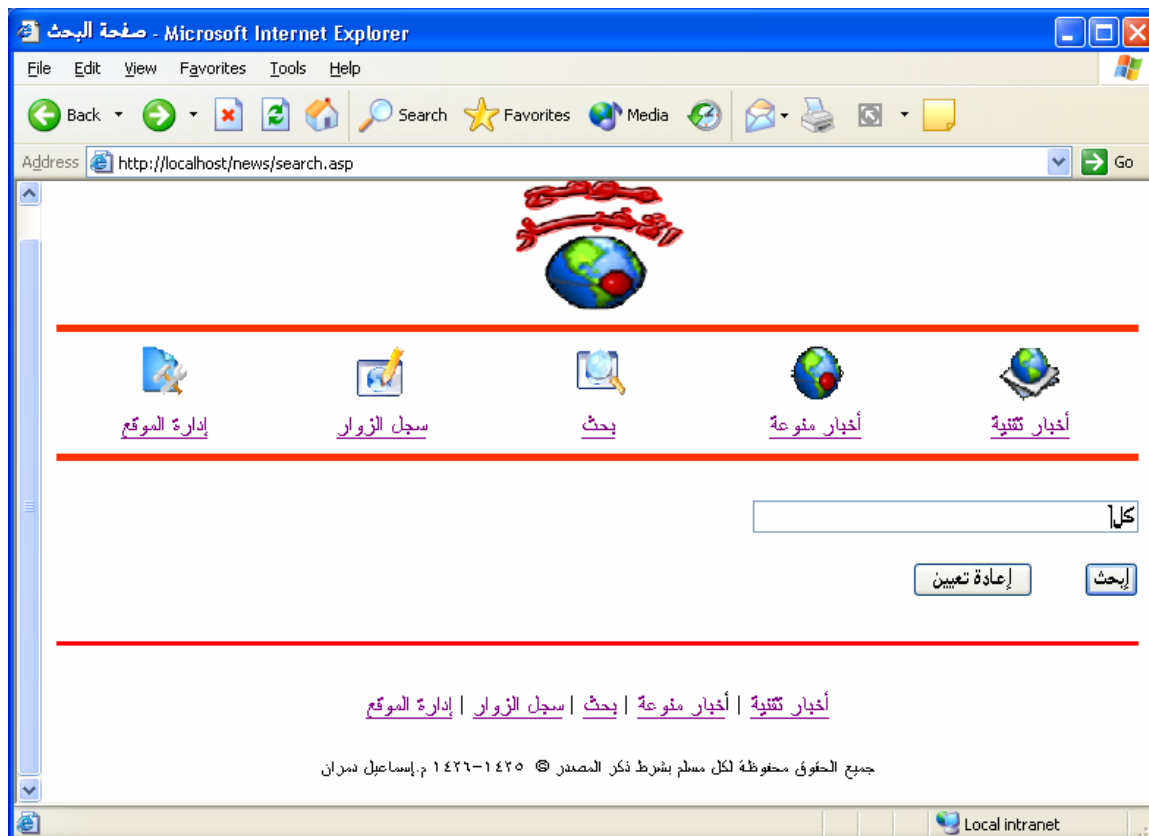 صفحة البحث - Microsoft Internet Explorer
File Edit View Favorites Tools Help
Back Search Favorites Media
Address http://localhost/news/search.asp Go
موقع
الأخبار
أخبار تقنية أخبار منوعة بحث سجل الزوار إدارة الموقع
كل
إبحث إعادة تعيين
أخبار تقنية | أخبار منوعة | بحث | سجل الزوار | إدارة الموقع
جميع الحقوق محفوظة لكل مسلم بشرط ذكر المصدر © ١٤٢٥-١٤٢٦ م.إسماعيل دمران
Local intranet